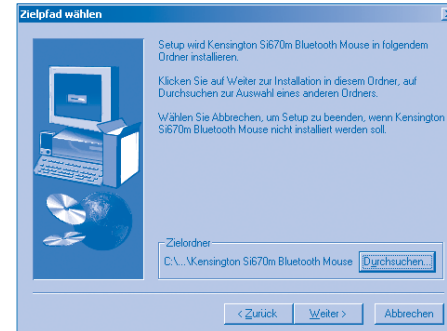 Zielpfad wählen
Setup wird Kensington Si670m Bluetooth Mouse in folgendem
Ordner installieren.
Klicken Sie auf Weiter zur Installation in diesem Ordner, auf
Durchsuchen zur Auswahl eines anderen Ordners.
Wählen Sie Abbrechen, um Setup zu beenden, wenn Kensington
Si670m Bluetooth Mouse nicht installiert werden soll.
Zielordner
C:\...\Kensington Si670m Bluetooth Mouse Durchsuchen...
< Zurück Weiter > Abbrechen